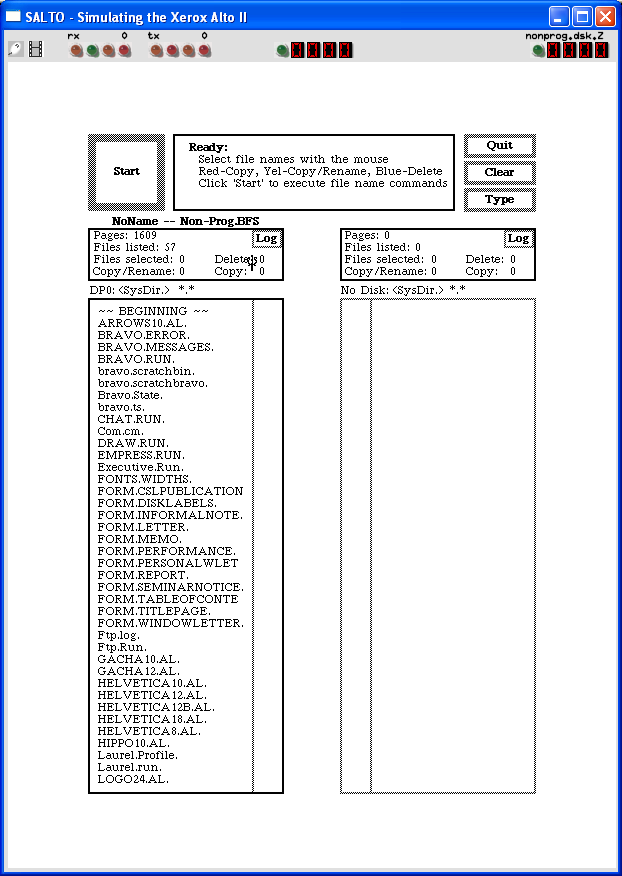 SALTO - Simulating the Xerox Alto II
rx 0 tx 0 nonprog.dsk.Z
0000 0000
Start
Ready:
Select file names with the mouse
Red-Copy, Yel-Copy/Rename, Blue-Delete
Click 'Start' to execute file name commands
Quit
Clear
Type
NoName -- Non-Prog.BFS
Pages: 1609
Log
Files listed: 57
Files selected: 0 Delete: 0
Copy/Rename: 0 Copy: 0
DP0: <SysDir.> *.*
Pages: 0
Log
Files listed: 0
Files selected: 0 Delete: 0
Copy/Rename: 0 Copy: 0
No Disk: <SysDir.> *.*
~~ BEGINNING ~~
ARROWS10.AL.
BRAVO.ERROR.
BRAVO.MESSAGES.
BRAVO.RUN.
bravo.scratchbin.
bravo.scratchbravo.
Bravo.State.
bravo.ts.
CHAT.RUN.
Com.cm.
DRAW.RUN.
EMPRESS.RUN.
Executive.Run.
FONTS.WIDTHS.
FORM.CSLPUBLICATION
FORM.DISKLABELS.
FORM.INFORMALNOTE.
FORM.LETTER.
FORM.MEMO.
FORM.PERFORMANCE.
FORM.PERSONALWLET
FORM.REPORT.
FORM.SEMINARNOTICE.
FORM.TABLEOFCONTE
FORM.TITLEPAGE.
FORM.WINDOWLETTER.
Ftp.log.
Ftp.Run.
GACHA10.AL.
GACHA12.AL.
HELVETICA10.AL.
HELVETICA12.AL.
HELVETICA12B.AL.
HELVETICA18.AL.
HELVETICA8.AL.
HIPPO10.AL.
Laurel.Profile.
Laurel.run.
LOGO24.AL.